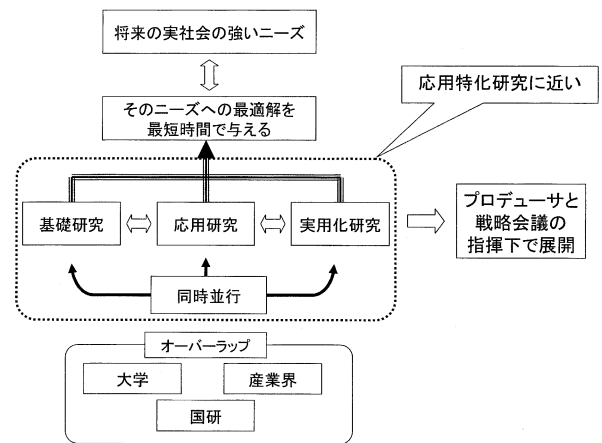 将来の実社会の強いニーズ
応用特化研究に近い
そのニーズへの最適解を
最短時間で与える
基礎研究
応用研究
実用化研究
プロデューサと
戦略会議の
指揮下で展開
同時並行
オーバーラップ
大学
産業界
国研